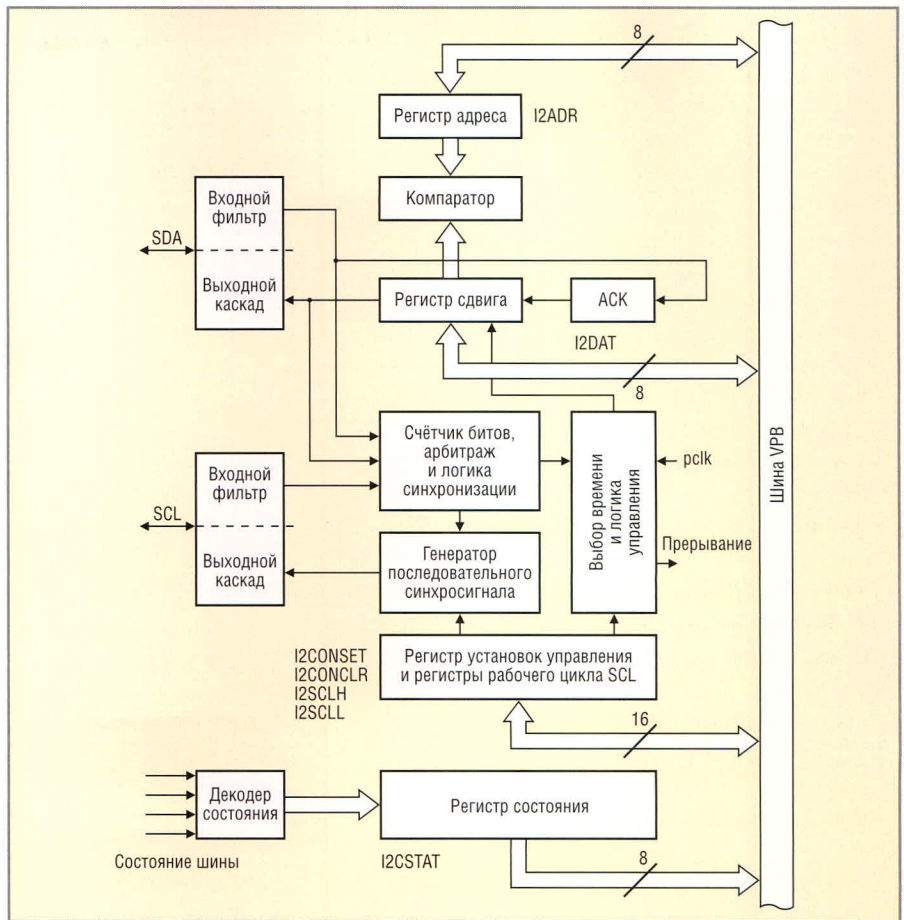 8
Регистр адреса
I2ADR
Входной
фильтр
Компаратор
SDA
Выходной
каскад
Регистр сдвига
ACK
I2DAT
8
Счётчик битов,
арбитраж
и логика
синхронизации
Выбор времени
и логика
управления
pclk
Шина VPB
Входной
фильтр
SCL
Выходной
каскад
Генератор
последовательного
синхросигнала
Прерывание
I2CONSET
I2CONCLR
I2SCLH
I2SCLL
Регистр установок управления
и регистры рабочего цикла SCL
16
Декодер
состояния
Регистр состояния
Состояние шины
I2CSTAT
8